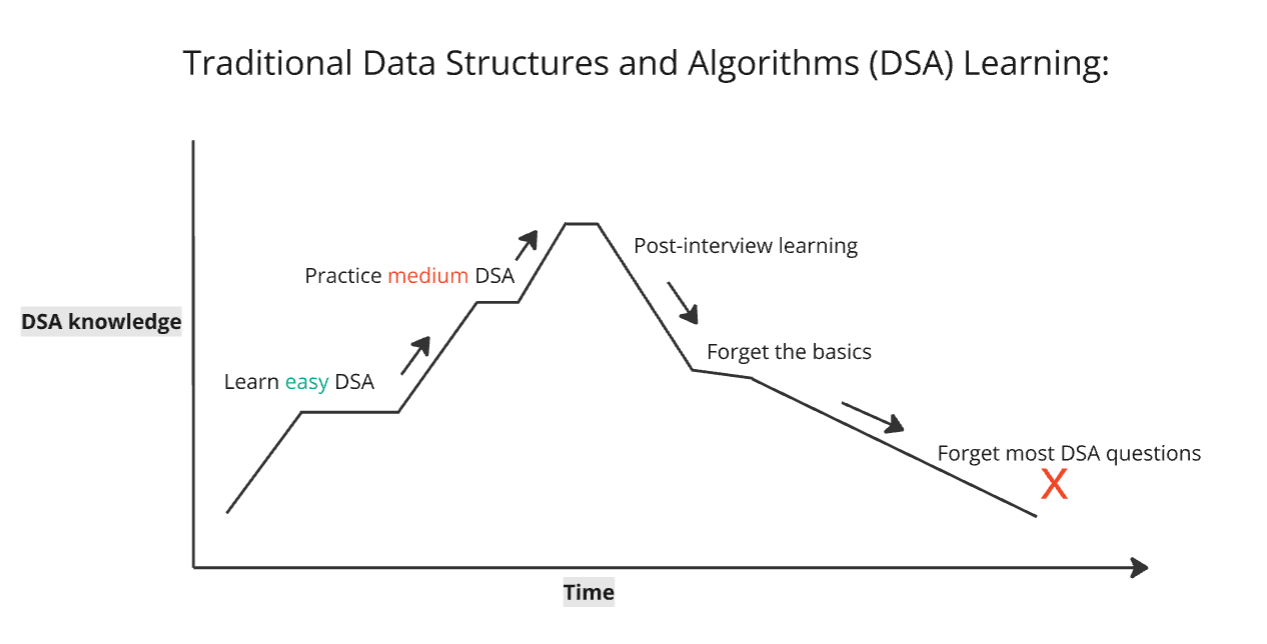 Traditional Data Structures and Algorithms (DSA) Learning:
Post-interview learning
Practice medium DSA
DSA knowledge
Forget the basics
Learn easy DSA
Forget most DSA questions
X
Time